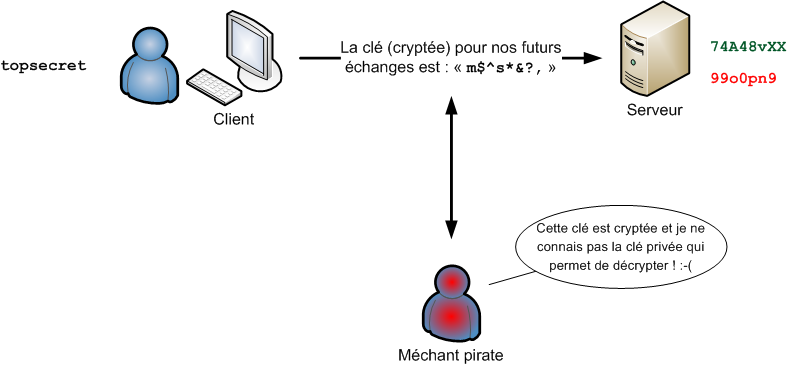 topsecret
Client
La clé (cryptée) pour nos futurs
échanges est : « m$^s*&?, »
Serveur
74A48vXX
99o0pn9
Cette clé est cryptée et je ne
connais pas la clé privée qui
permet de décrypter ! :-(
Méchant pirate